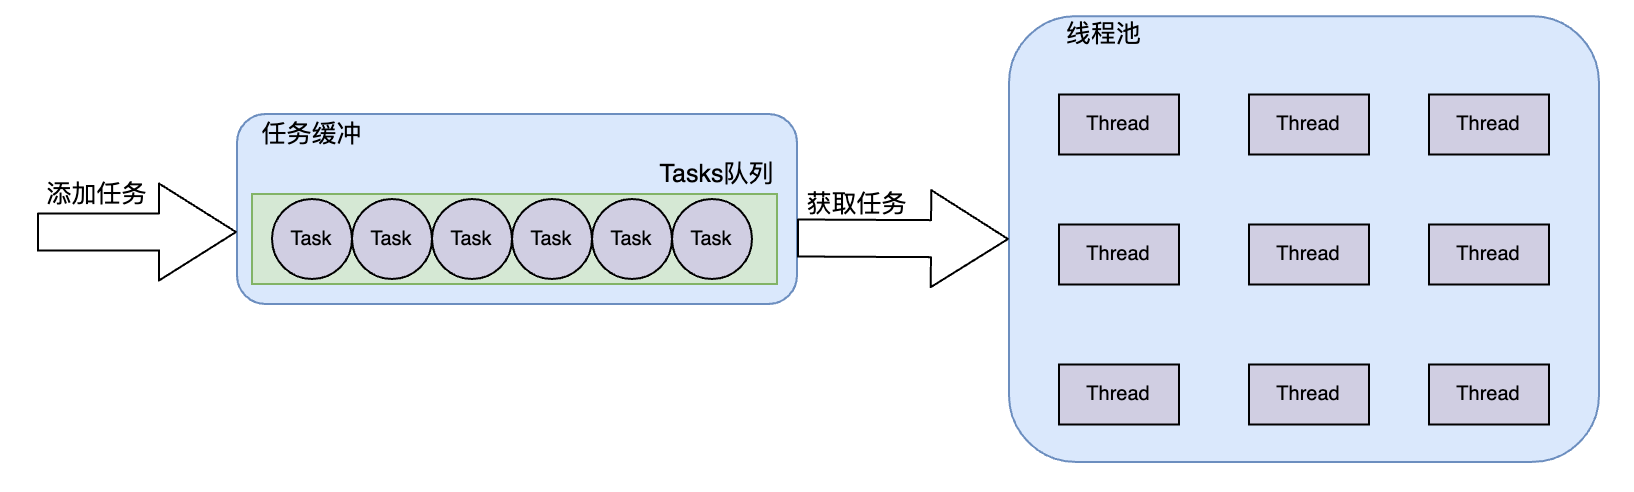 添加任务
任务缓冲
Tasks队列
Task
Task
Task
Task
Task
Task
获取任务
线程池
Thread
Thread
Thread
Thread
Thread
Thread
Thread
Thread
Thread